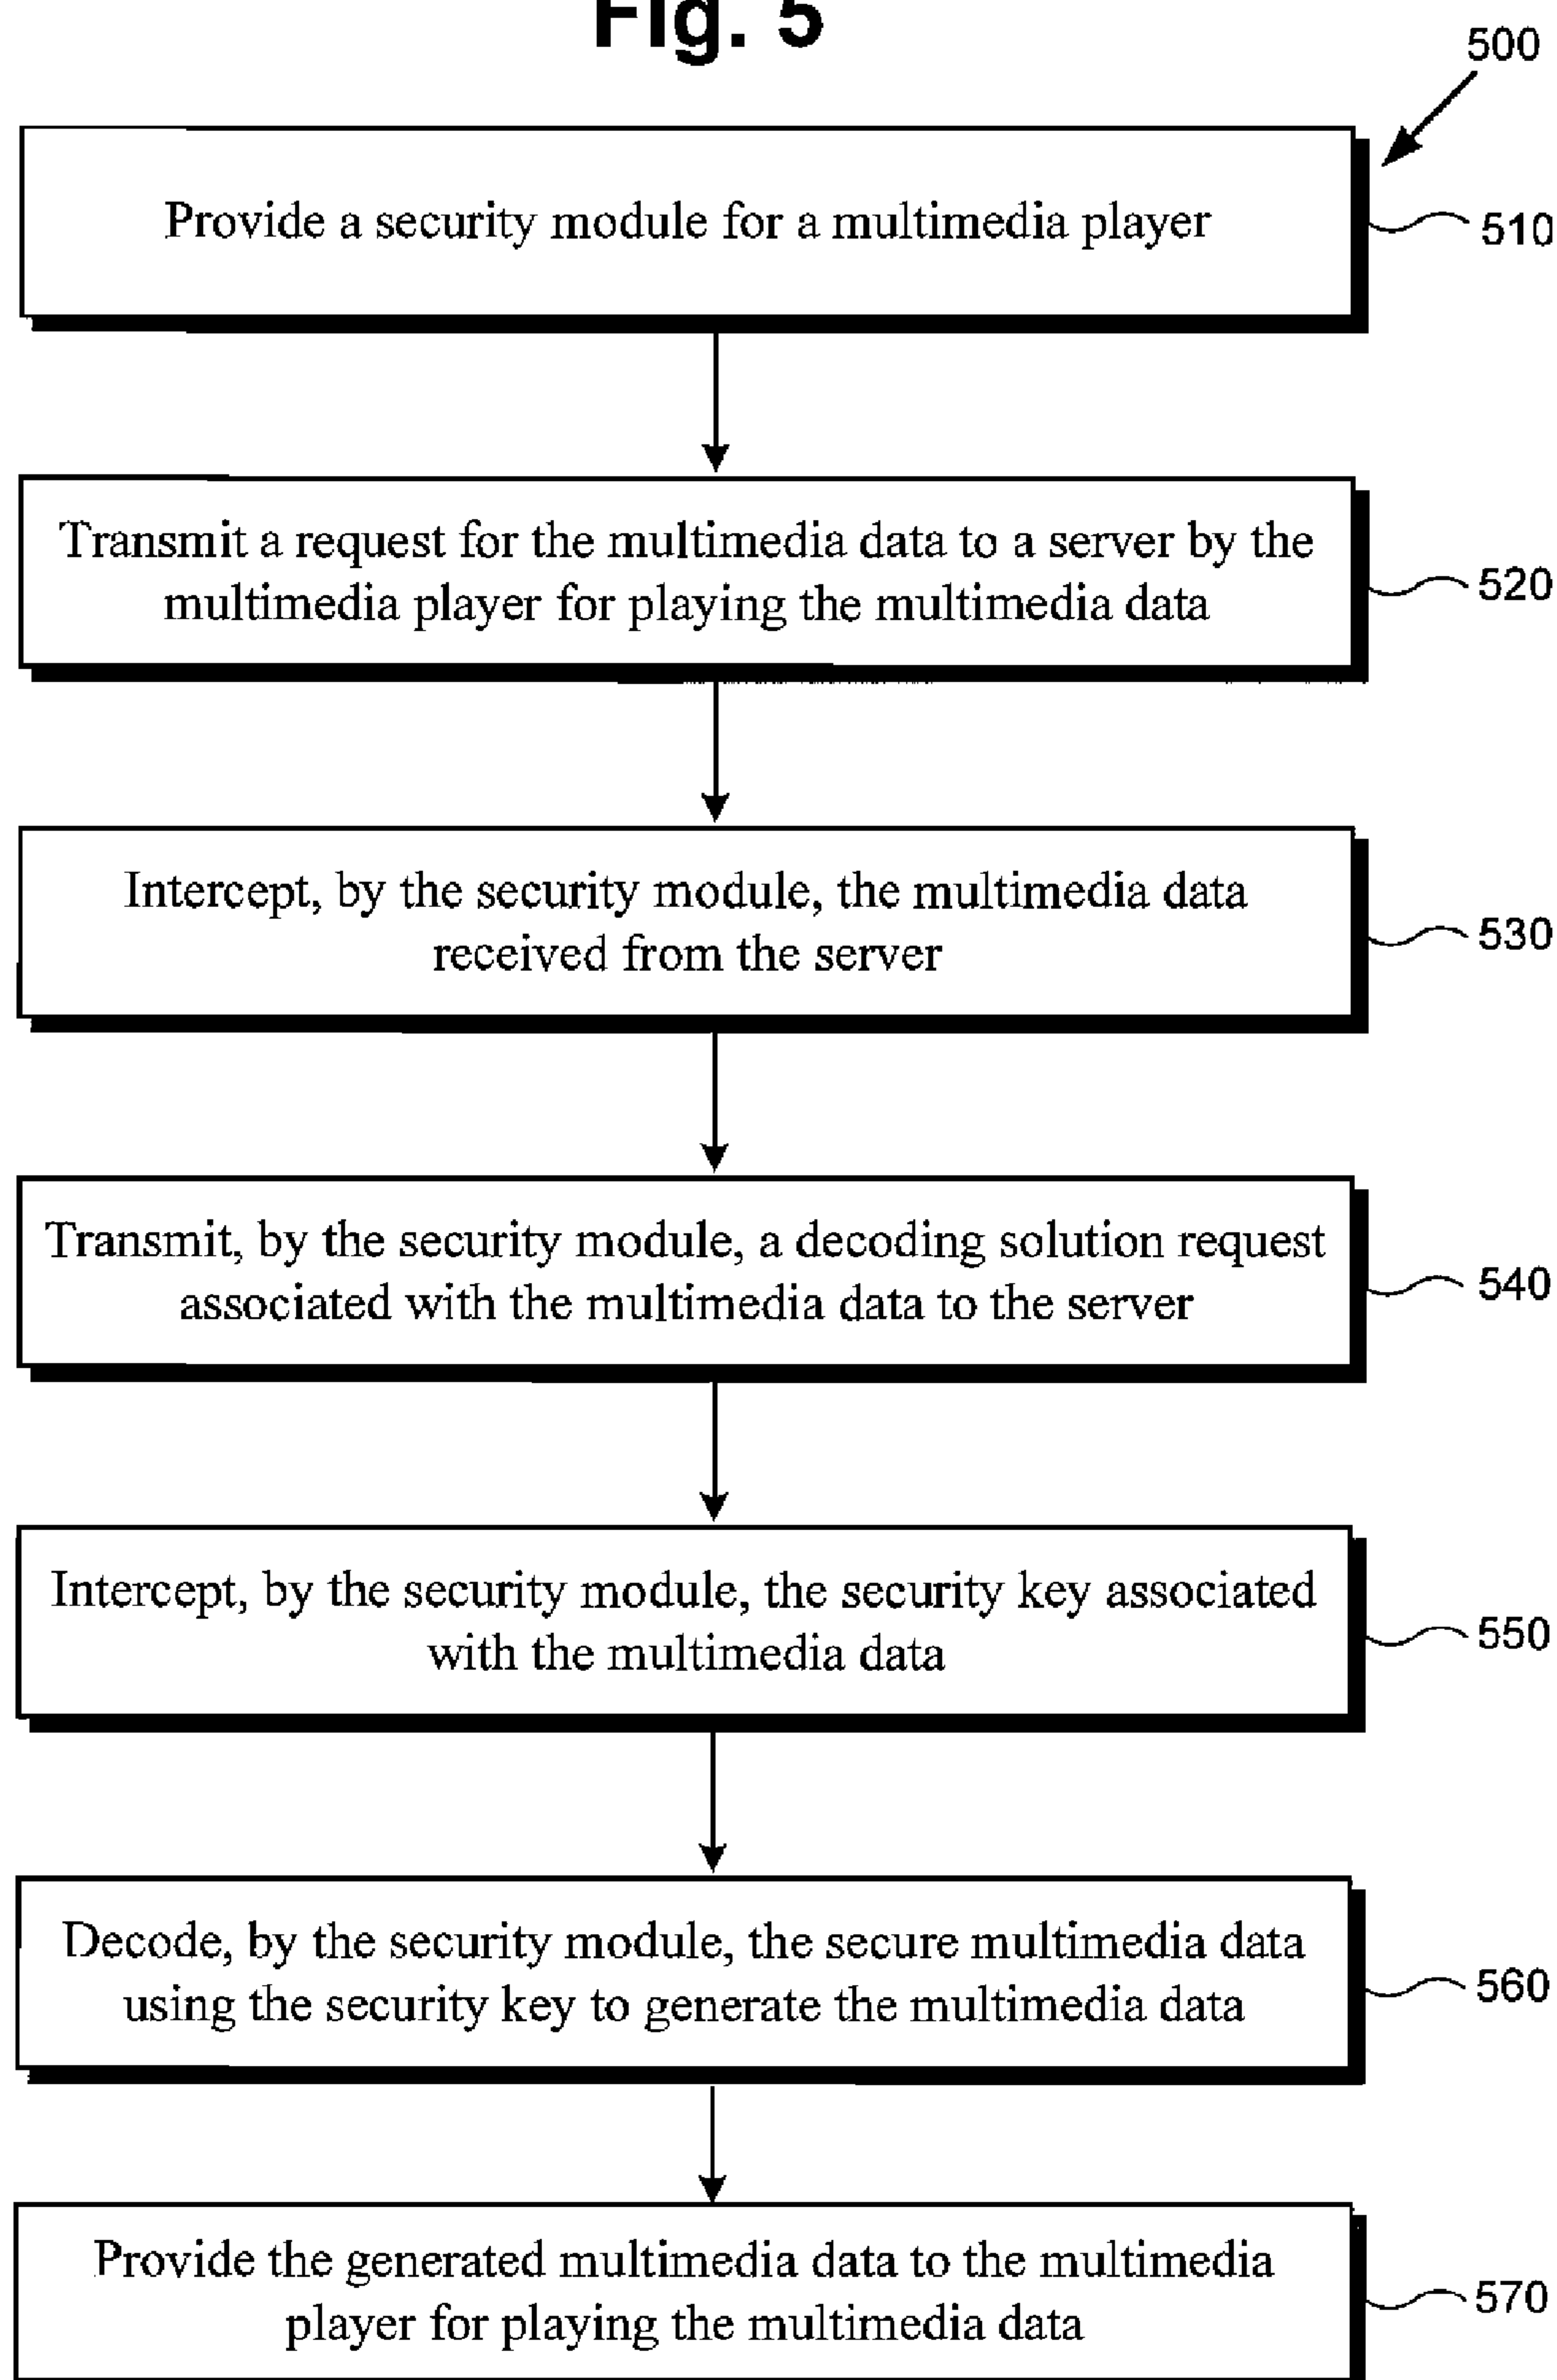 Fig. 5
500
Provide a security module for a multimedia player
510
Transmit a request for the multimedia data to a server by the
multimedia player for playing the multimedia data
520
Intercept, by the security module, the multimedia data
received from the server
530
Transmit, by the security module, a decoding solution request
associated with the multimedia data to the server
540
Intercept, by the security module, the security key associated
with the multimedia data
550
Decode, by the security module, the secure multimedia data
using the security key to generate the multimedia data
560
Provide the generated multimedia data to the multimedia
player for playing the multimedia data
570